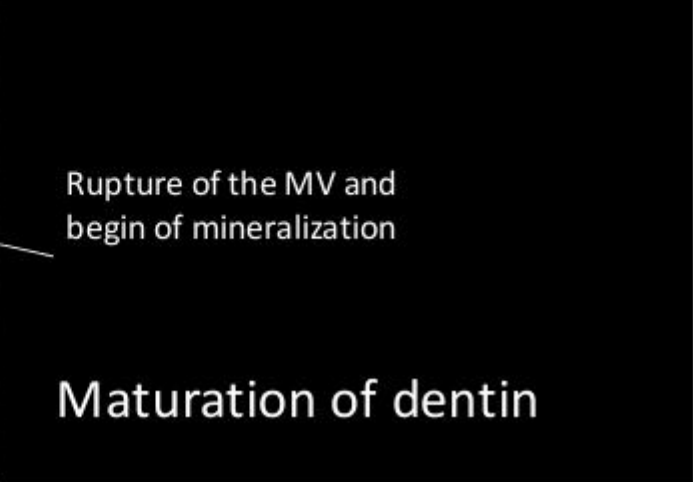 Rupture of the MV and
begin of mineralization
Maturation of dentin